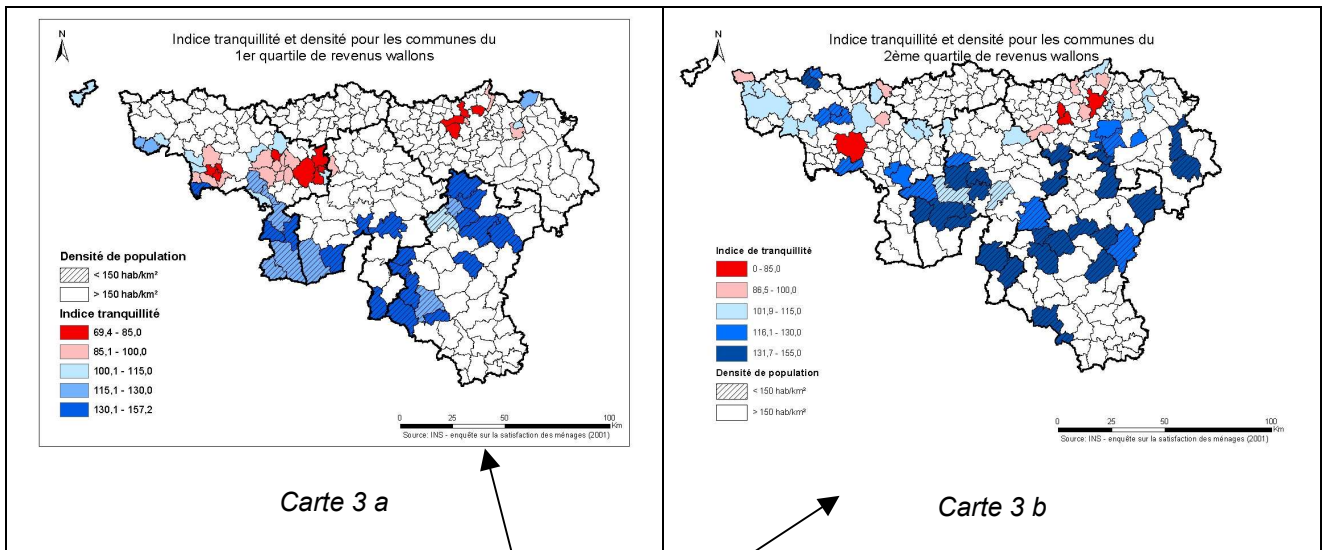 N
Indice tranquillité et densité pour les communes du
1er quartile de revenus wallons
Densité de population
< 150 hab/km²
> 150 hab/km²
Indice tranquillité
69,4 - 85,0
85,1 - 100,0
100,1 - 115,0
115,1 - 130,0
130,1 - 157,2
0 25 50 100
Km
Source: INS - enquête sur la satisfaction des ménages (2001)
Carte 3 a
N
Indice tranquillité et densité pour les communes du
2ème quartile de revenus wallons
Indice de tranquillité
0 - 85,0
86,5 - 100,0
101,9 - 115,0
116,1 - 130,0
131,7 - 155,0
Densité de population
< 150 hab/km²
> 150 hab/km²
0 25 50 100
Km
Source: INS - enquête sur la satisfaction des ménages (2001)
Carte 3 b